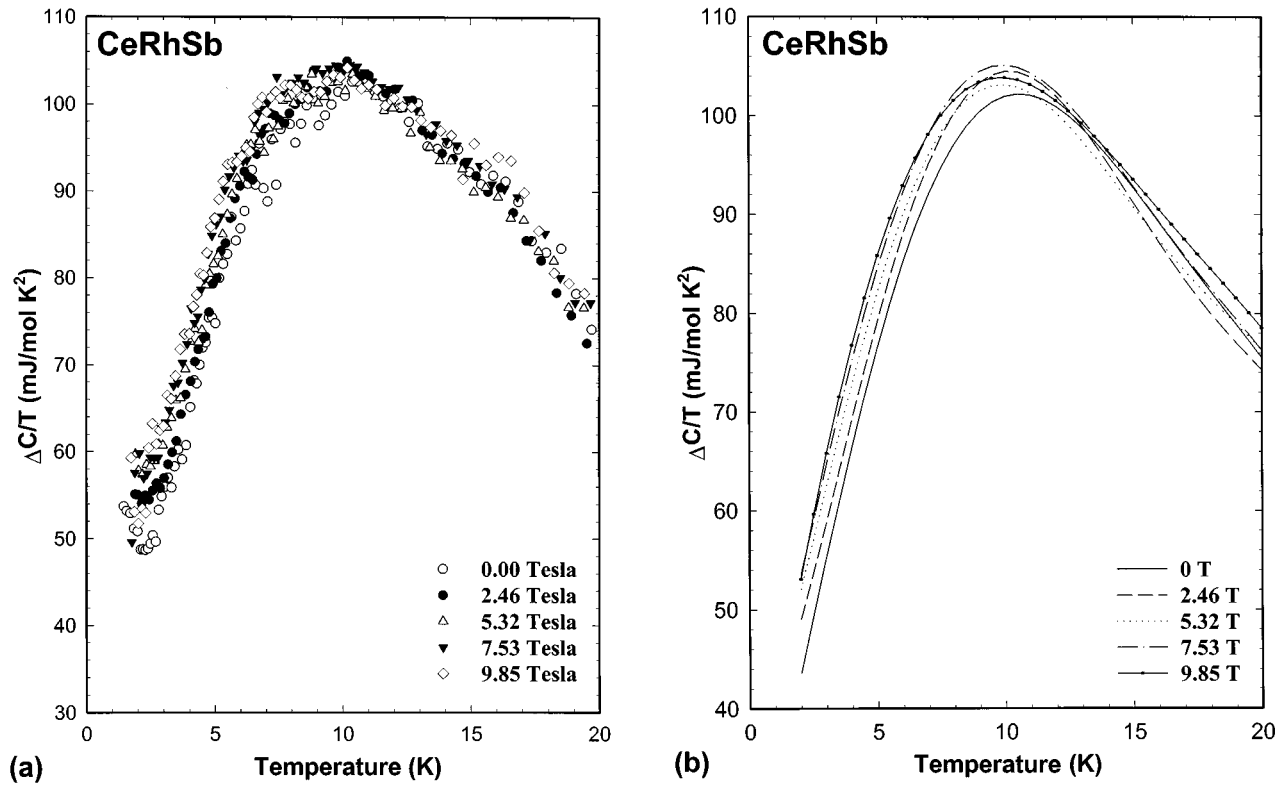 CeRhSb
110
100
90
80
70
60
50
40
30
ΔC/T (mJ/mol K²)
0.00 Tesla
2.46 Tesla
5.32 Tesla
7.53 Tesla
9.85 Tesla
0 5 10 15 20
Temperature (K)
(a)
CeRhSb
110
100
90
80
70
60
50
40
ΔC/T (mJ/mol K²)
0 T
2.46 T
5.32 T
7.53 T
9.85 T
0 5 10 15 20
Temperature (K)
(b)